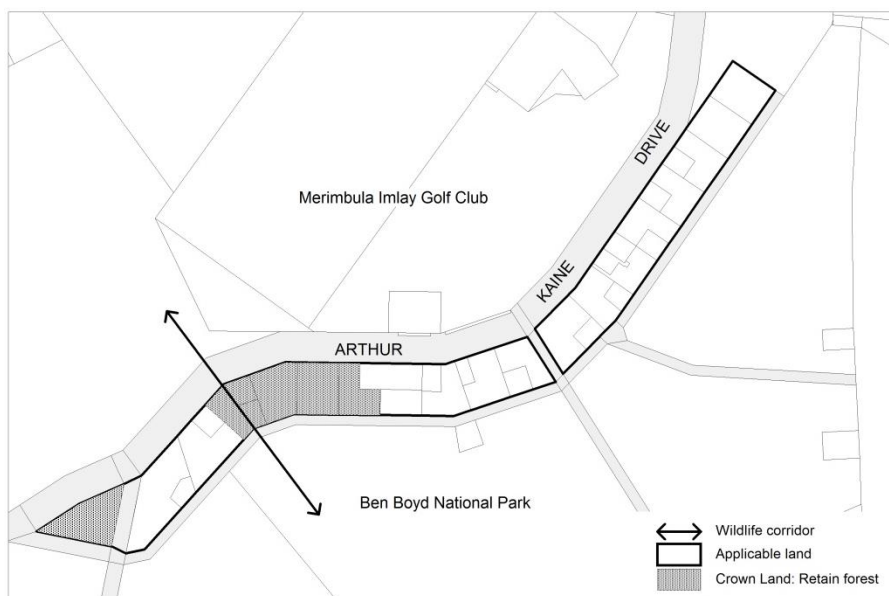 DRIVE
Merimbula Imlay Golf Club
KAINE
ARTHUR
Ben Boyd National Park
Wildlife corridor
Applicable land
Crown Land: Retain forest